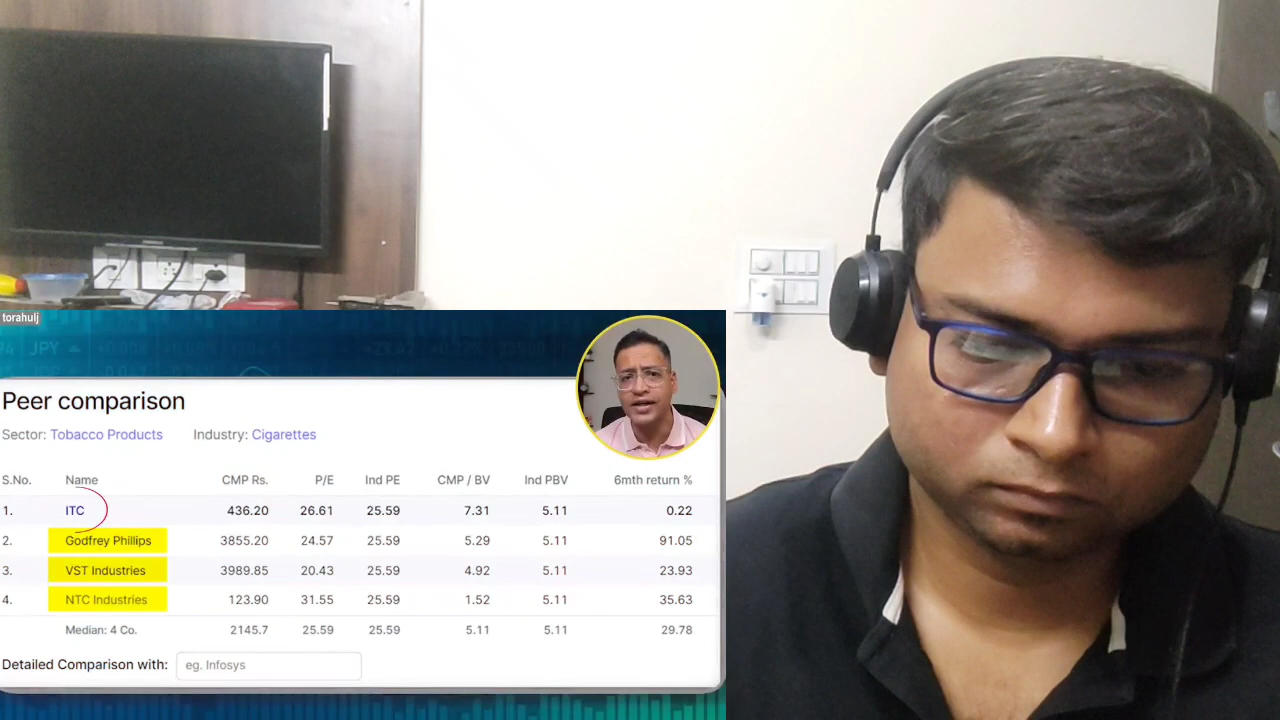 torahulj
JPY
Peer comparison
Sector: Tobacco Products Industry: Cigarettes
S.No. Name CMP Rs. P/E Ind PE CMP / BV Ind PBV 6mth return %
1. ITC 436.20 26.61 25.59 7.31 5.11 0.22
2. Godfrey Phillips 3855.20 24.57 25.59 5.29 5.11 91.05
3. VST Industries 3989.85 20.43 25.59 4.92 5.11 23.93
4. NTC Industries 123.90 31.55 25.59 1.52 5.11 35.63
Median: 4 Co. 2145.7 25.59 25.59 5.11 5.11 29.78
Detailed Comparison with: eg. Infosys